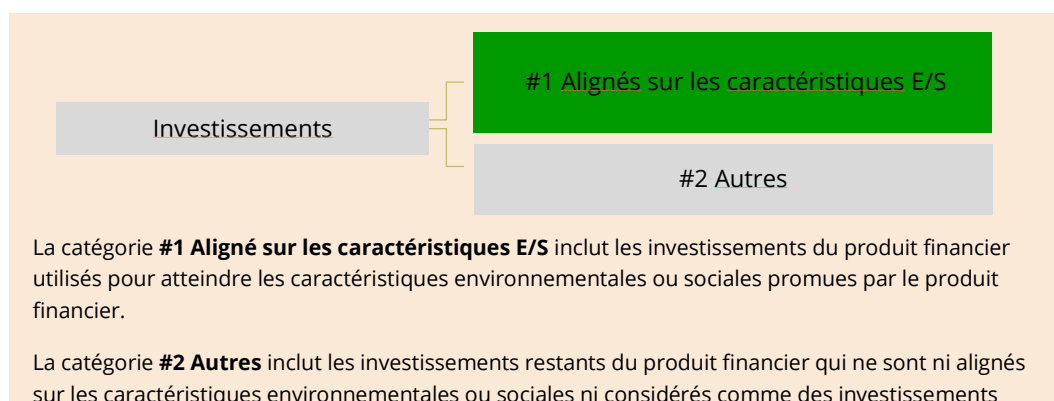 #1 Alignés sur les caractéristiques E/S
Investissements
#2 Autres
La catégorie #1 Aligné sur les caractéristiques E/S inclut les investissements du produit financier
utilisés pour atteindre les caractéristiques environnementales ou sociales promues par le produit
financier.
La catégorie #2 Autres inclut les investissements restants du produit financier qui ne sont ni alignés
sur les caractéristiques environnementales ou sociales ni considérés comme des investissements